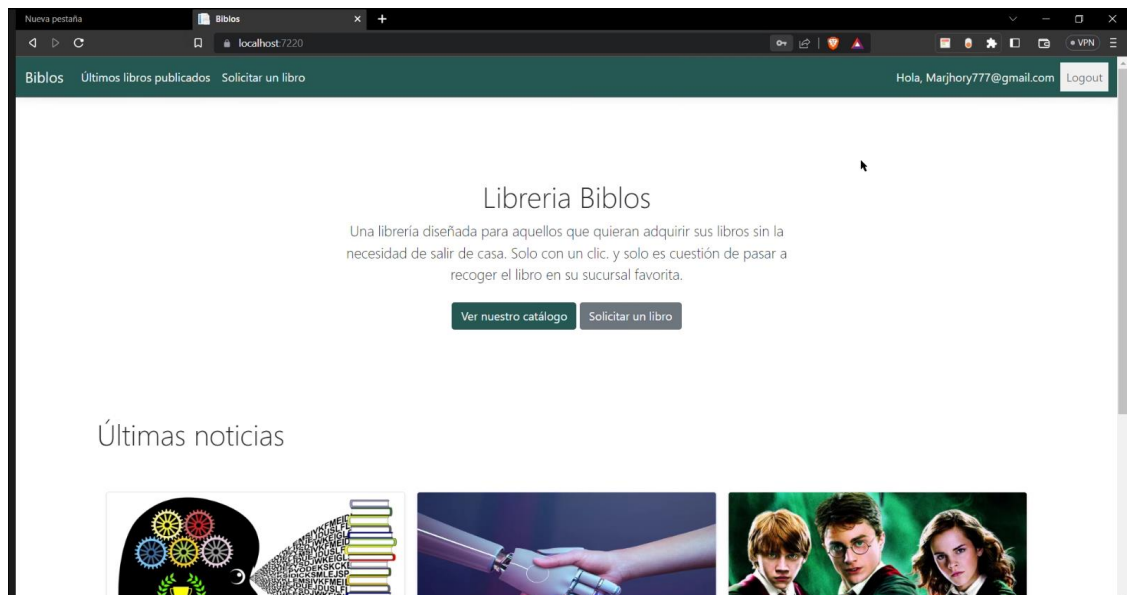 Nueva pestaña
Biblos
localhost:7220
VPN
Biblos Últimos libros publicados Solicitar un libro Hola, Marjhory777@gmail.com Logout
Libreria Biblos
Una librería diseñada para aquellos que quieran adquirir sus libros sin la
necesidad de salir de casa. Solo con un clic. y solo es cuestión de pasar a
recoger el libro en su sucursal favorita.
Ver nuestro catálogo Solicitar un libro
Últimas noticias